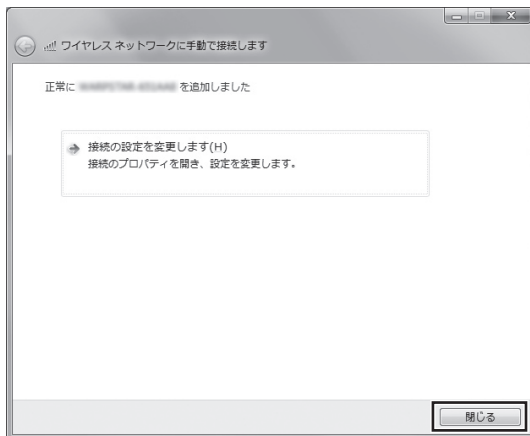 ワイヤレス ネットワークに手動で接続します
正常に を追加しました
接続の設定を変更します(H)
接続のプロパティを開き、設定を変更します。
閉じる